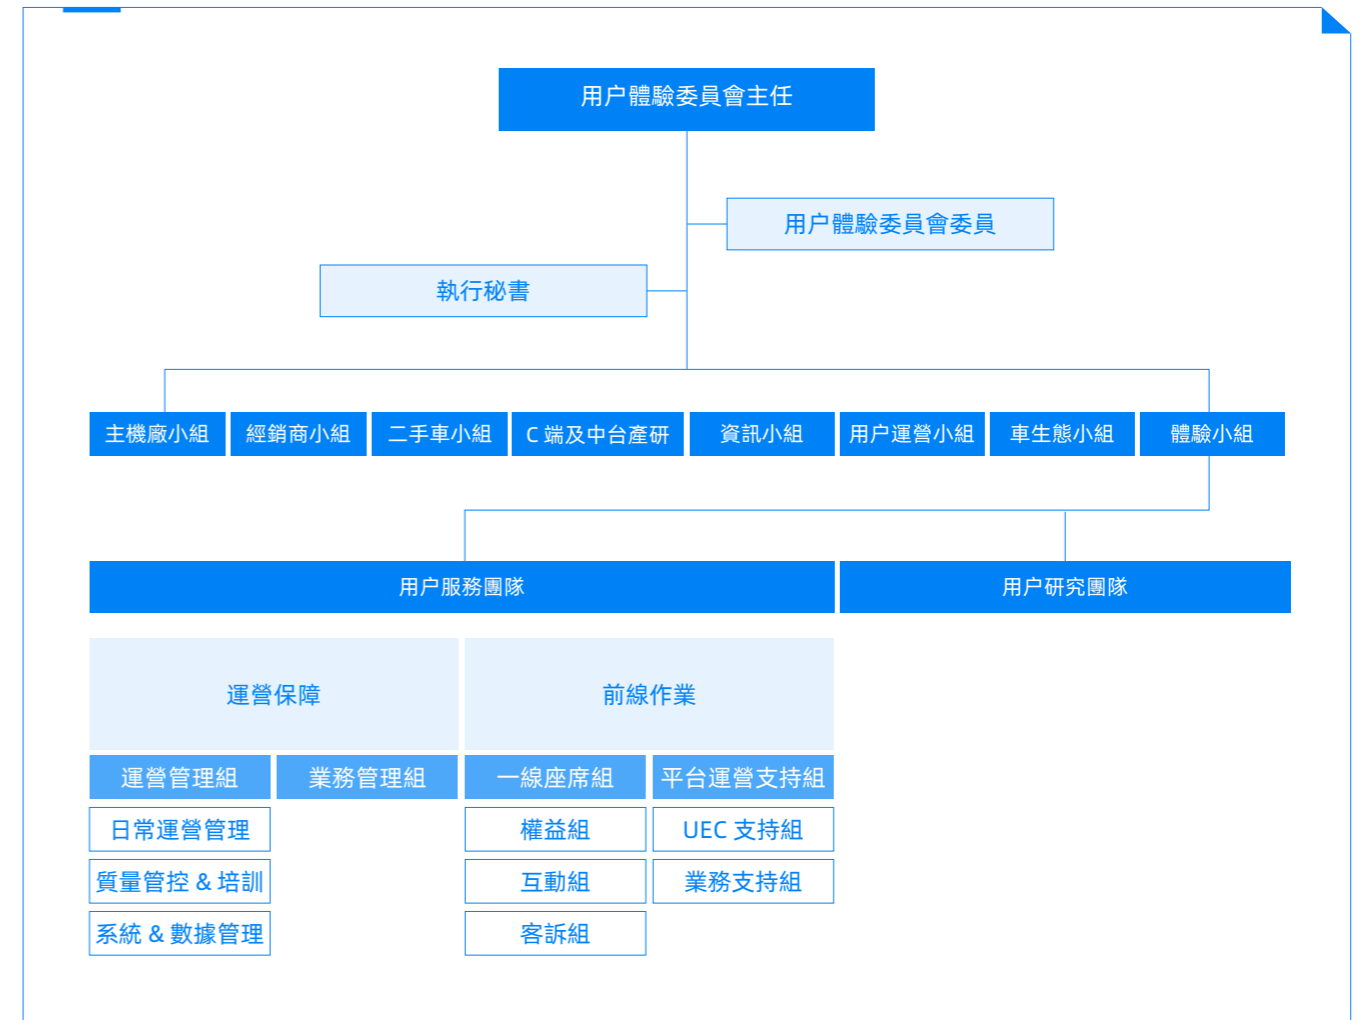 用户體驗委員會主任
用户體驗委員會委員
執行秘書
主機廠小組
經銷商小組
二手車小組
C 端及中台產研
資訊小組
用户運營小組
車生態小組
體驗小組
用户服務團隊
用户研究團隊
運營保障
前線作業
運營管理組
業務管理組
一線座席組
平台運營支持組
日常運營管理
權益組
UEC 支持組
質量管控 & 培訓
互動組
業務支持組
系統 & 數據管理
客訴組